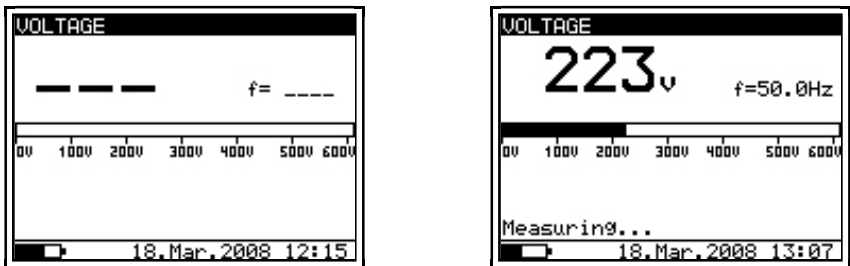 VOLTAGE
--- f= ----
0V 100V 200V 300V 400V 500V 600V
18.Mar.2008 12:15
VOLTAGE
223V f=50.0Hz
0V 100V 200V 300V 400V 500V 600V
Measuring...
18.Mar.2008 13:07